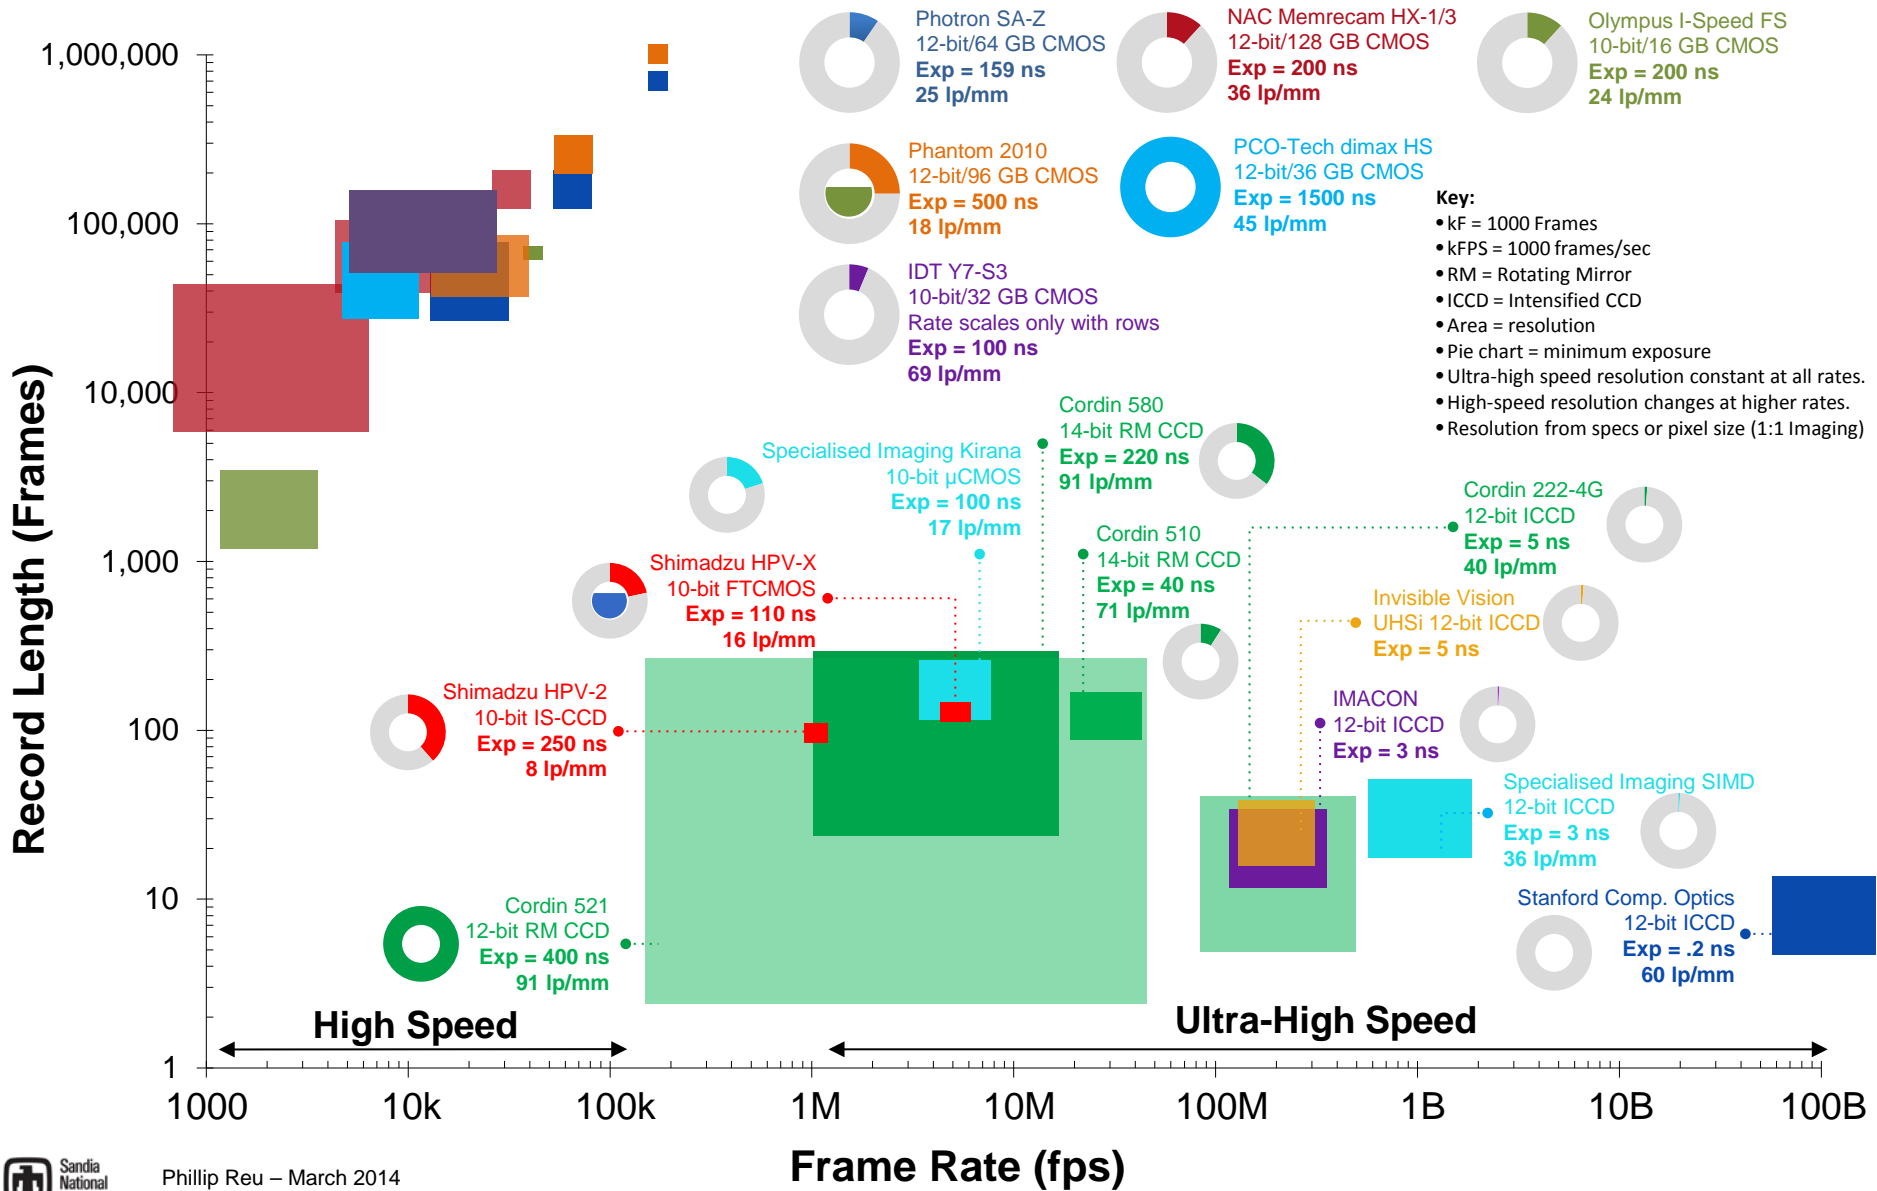 Photron SA-Z
12-bit/64 GB CMOS
Exp = 159 ns
25 lp/mm
NAC Memrecam HX-1/3
12-bit/128 GB CMOS
Exp = 200 ns
36 lp/mm
Olympus I-Speed FS
10-bit/16 GB CMOS
Exp = 200 ns
24 lp/mm
Phantom 2010
12-bit/96 GB CMOS
Exp = 500 ns
18 lp/mm
PCO-Tech dimax HS
12-bit/36 GB CMOS
Exp = 1500 ns
45 lp/mm
IDT Y7-S3
10-bit/32 GB CMOS
Rate scales only with rows
Exp = 100 ns
69 lp/mm
Key:
•kF = 1000 Frames
•kFPS = 1000 frames/sec
•RM = Rotating Mirror
•ICCD = Intensified CCD
•Area = resolution
•Pie chart = minimum exposure
•Ultra-high speed resolution constant at all rates.
•High-speed resolution changes at higher rates.
•Resolution from specs or pixel size (1:1 Imaging)
Record Length (Frames)
1,000,000
100,000
10,000
1,000
100
10
1
Cordin 580
14-bit RM CCD
Exp = 220 ns
91 lp/mm
Specialised Imaging Kirana
10-bit µCMOS
Exp = 100 ns
17 lp/mm
Cordin 510
14-bit RM CCD
Exp = 40 ns
71 lp/mm
Cordin 222-4G
12-bit ICCD
Exp = 5 ns
40 lp/mm
Shimadzu HPV-X
10-bit FTCMOS
Exp = 110 ns
16 lp/mm
Invisible Vision
UHSi 12-bit ICCD
Exp = 5 ns
Shimadzu HPV-2
10-bit IS-CCD
Exp = 250 ns
8 lp/mm
IMACON
12-bit ICCD
Exp = 3 ns
Specialised Imaging SIMD
12-bit ICCD
Exp = 3 ns
36 lp/mm
Cordin 521
12-bit RM CCD
Exp = 400 ns
91 lp/mm
Stanford Comp. Optics
12-bit ICCD
Exp = .2 ns
60 lp/mm
High Speed
Ultra-High Speed
1000
10k
100k
1M
10M
100M
1B
10B
100B
Frame Rate (fps)
Sandia
National
Phillip Reu – March 2014